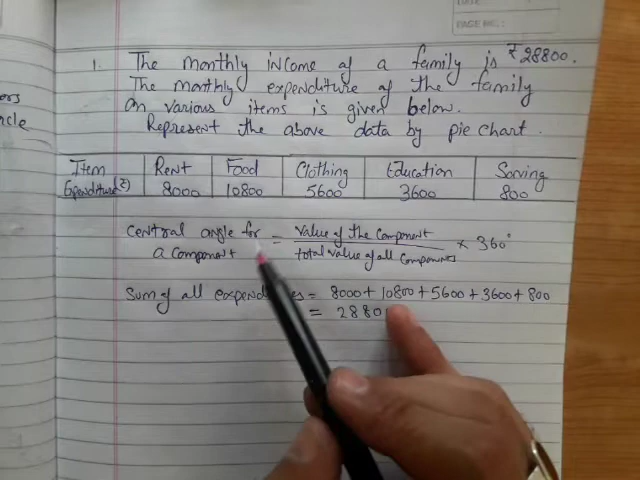 PAGE NO.:
1. The monthly income of a family is ₹28800.
The monthly expenditure of the family
on various items is given below.
Represent the above data by pie chart.
Item Rent Food Clothing Education Saving
Expenditure(₹) 8000 10800 5600 3600 800
Central angle for a component = Value of the component / total value of all components × 360°
Sum of all = 8000+10800+5600+3600+800
= 2880